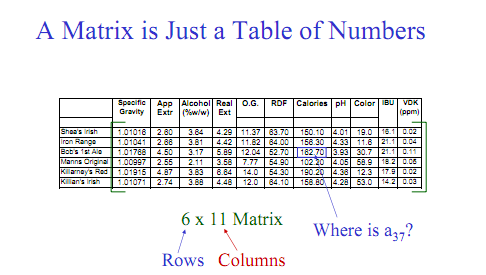 A Matrix is Just a Table of Numbers
Specific Gravity App Extr Alcohol (%w/w) Real Ext O.G. RDF Calories pH Color IBU VDK (ppm)
Shea's Irish 1.01016 2.60 3.64 4.29 11.37 63.70 150.10 4.01 19.0 16.1 0.02
Iron Range 1.01041 2.66 3.81 4.42 11.82 64.00 156.30 4.33 11.6 21.1 0.04
Bob's 1st Ale 1.01768 4.50 3.17 5.89 12.04 52.70 162.70 3.93 30.7 21.1 0.11
Manns Original 1.00997 2.55 2.11 3.58 7.77 54.90 102.20 4.05 58.9 18.2 0.05
Killarney's Red 1.01915 4.87 3.83 6.64 14.0 54.30 190.20 4.36 12.3 17.9 0.02
Killian's Irish 1.01071 2.74 3.88 4.48 12.0 64.10 158.80 4.28 53.0 14.2 0.03
6 x 11 Matrix
Where is a37?
Rows Columns